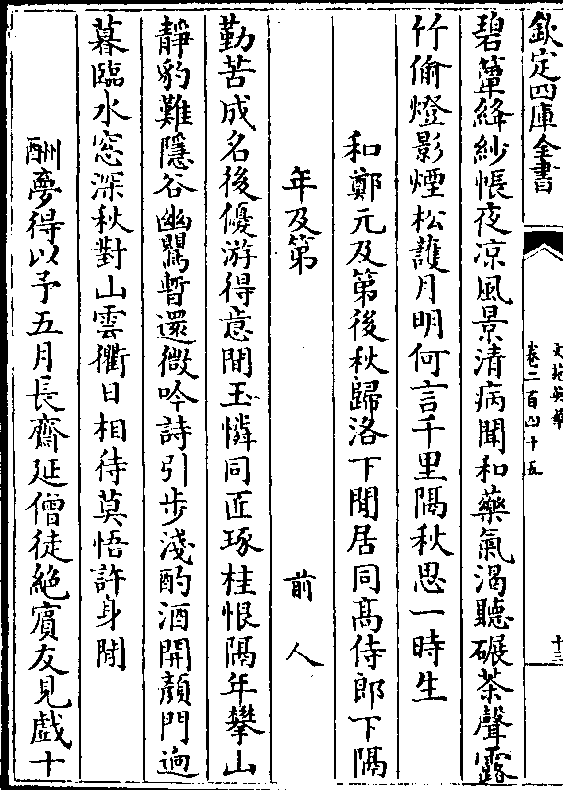 欽定四庫全書
文苑英華
卷二百四十五
十三
碧簟絳紗帳夜凉風景清病聞和藥氣渴聽碾茶聲露
竹偷燈影煙松護月明何言千里隔秋思一時生
和鄭元及第後秋歸洛下閒居同髙侍郎下隔
年及第 前人
勤苦成名後優游得意間玉憐同匠琢桂恨隔年攀山
靜豹難隱谷幽鸎暫還微吟詩引步淺酌酒開顔門逈
暮臨水窓深秋對山雲衢日相待莫悟許身閒
酬夢得以予五月長齋延僧徒絶賔友見戲十